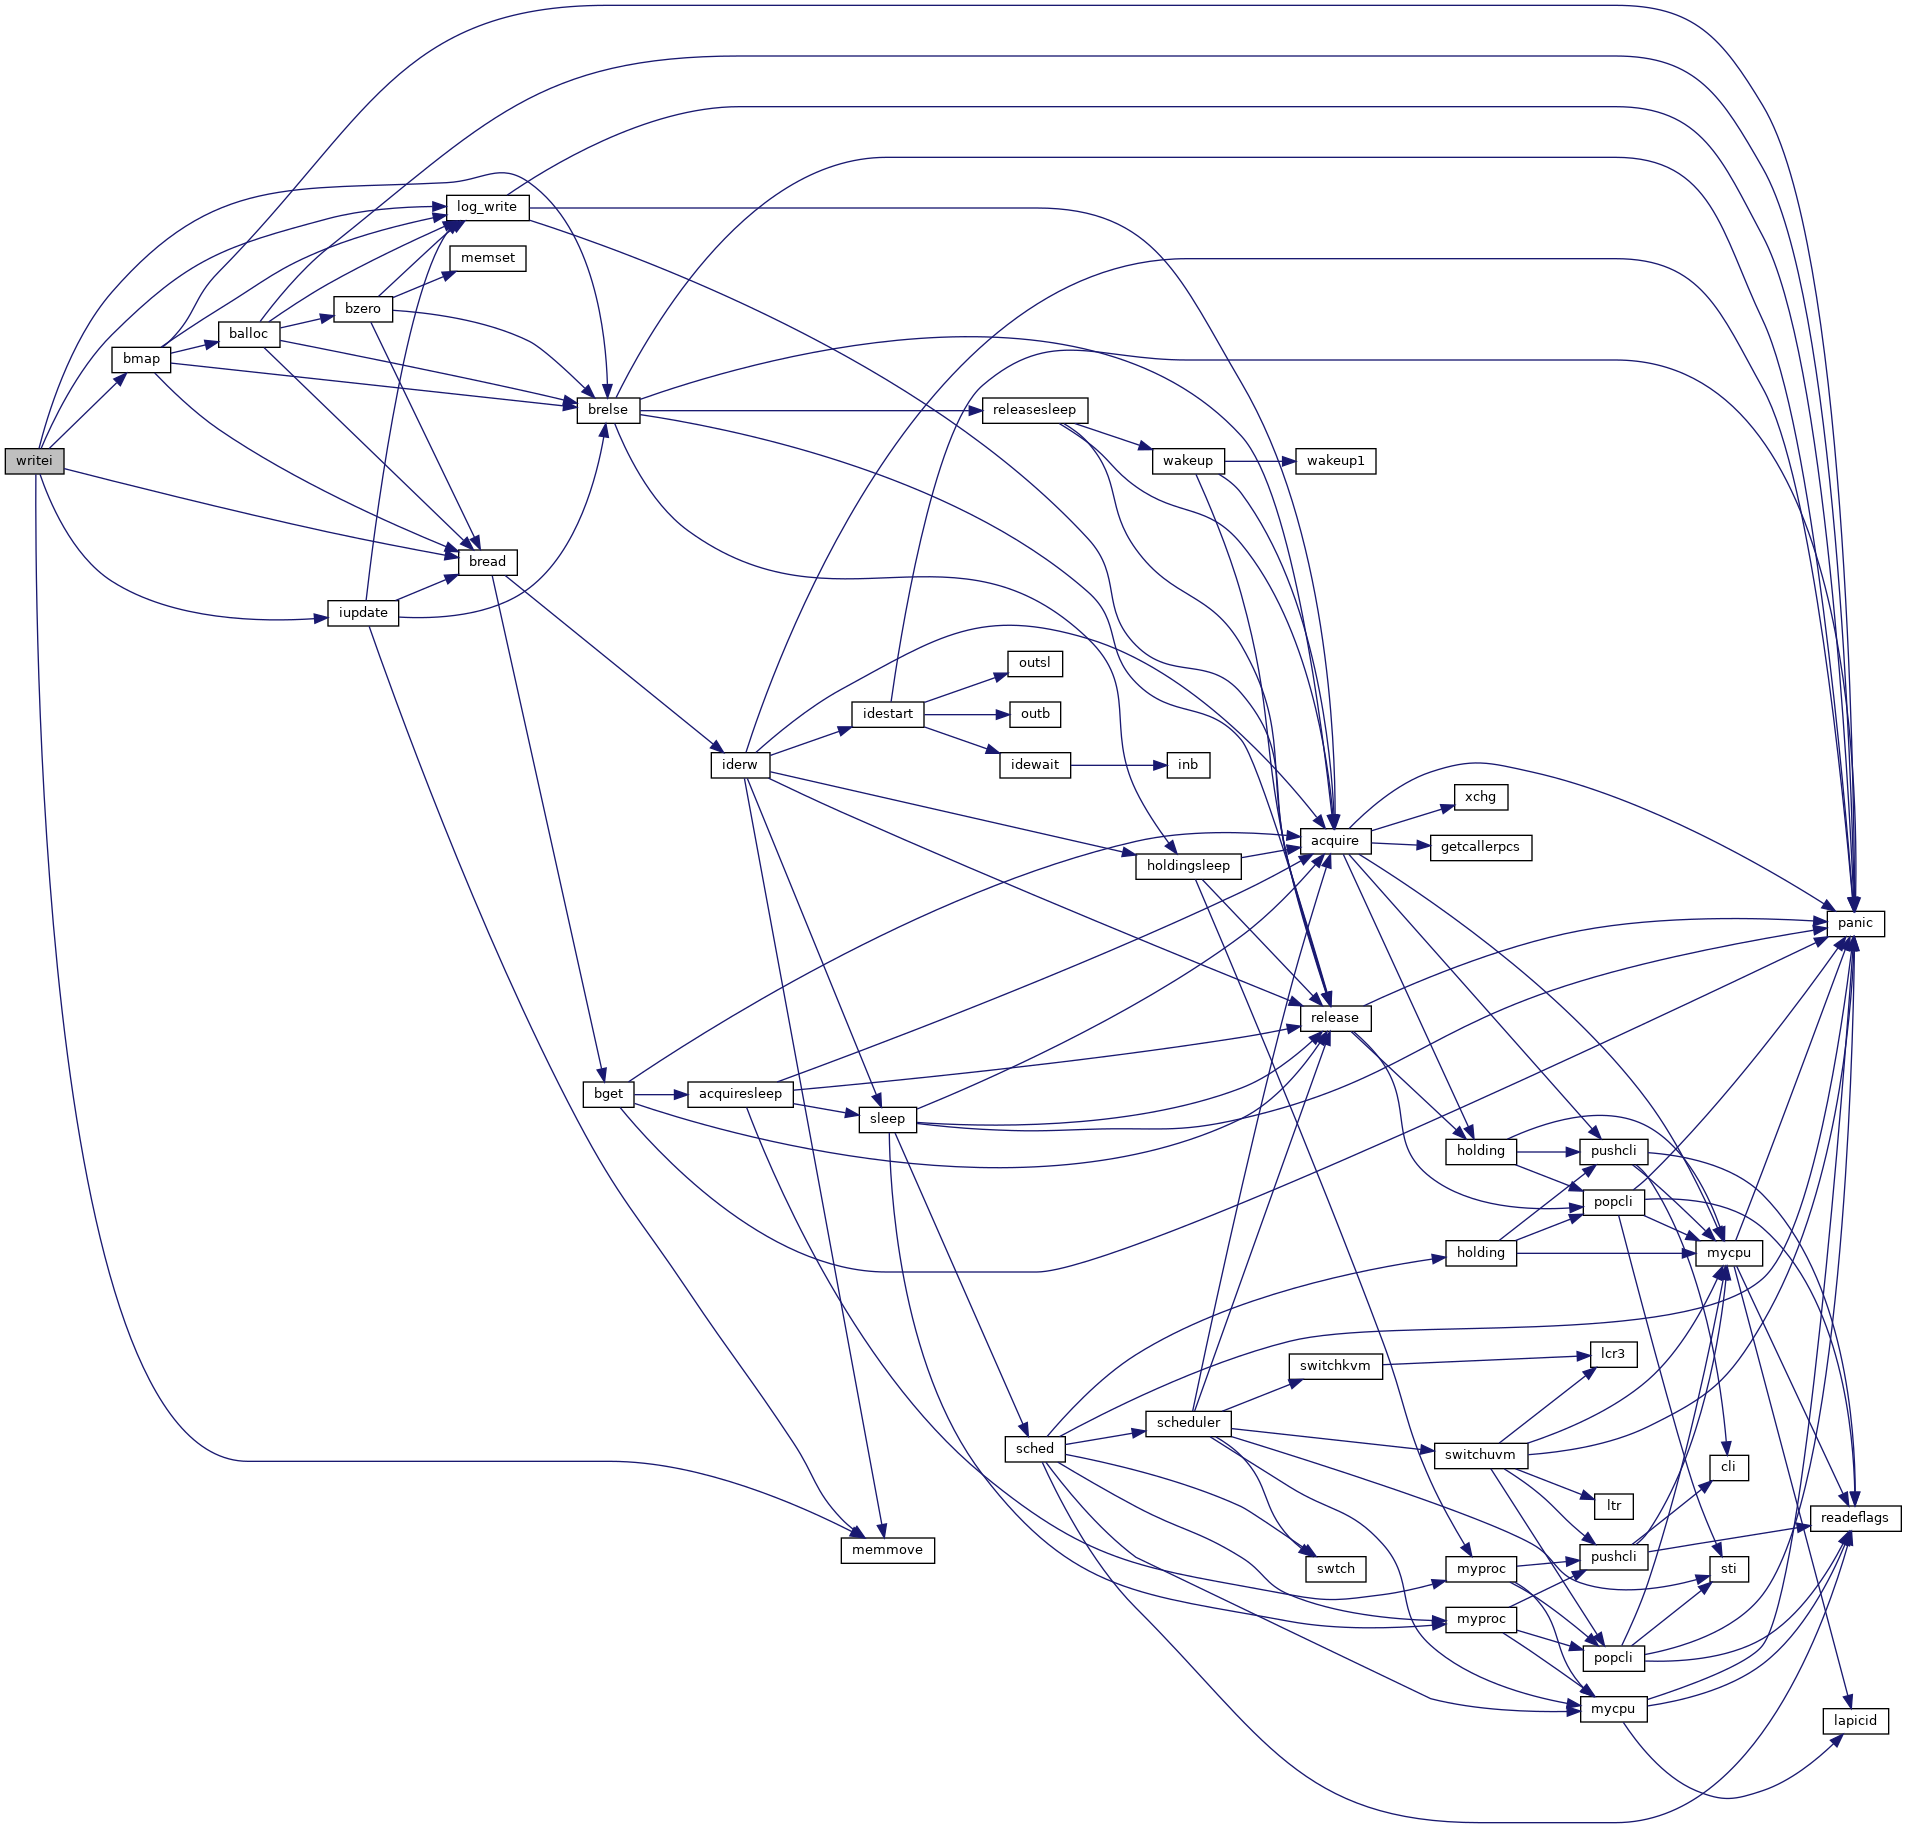 writei
bmap
balloc
bzero
log_write
memset
brelse
bread
iupdate
releasesleep
wakeup
wakeup1
outsl
idestart
outb
iderw
idewait
inb
xchg
acquire
getcallerpcs
holdingsleep
panic
release
bget
acquiresleep
sleep
holding
pushcli
popcli
holding
mycpu
switchkvm
lcr3
scheduler
sched
switchuvm
cli
ltr
readeflags
memmove
swtch
myproc
pushcli
sti
myproc
popcli
mycpu
lapicid